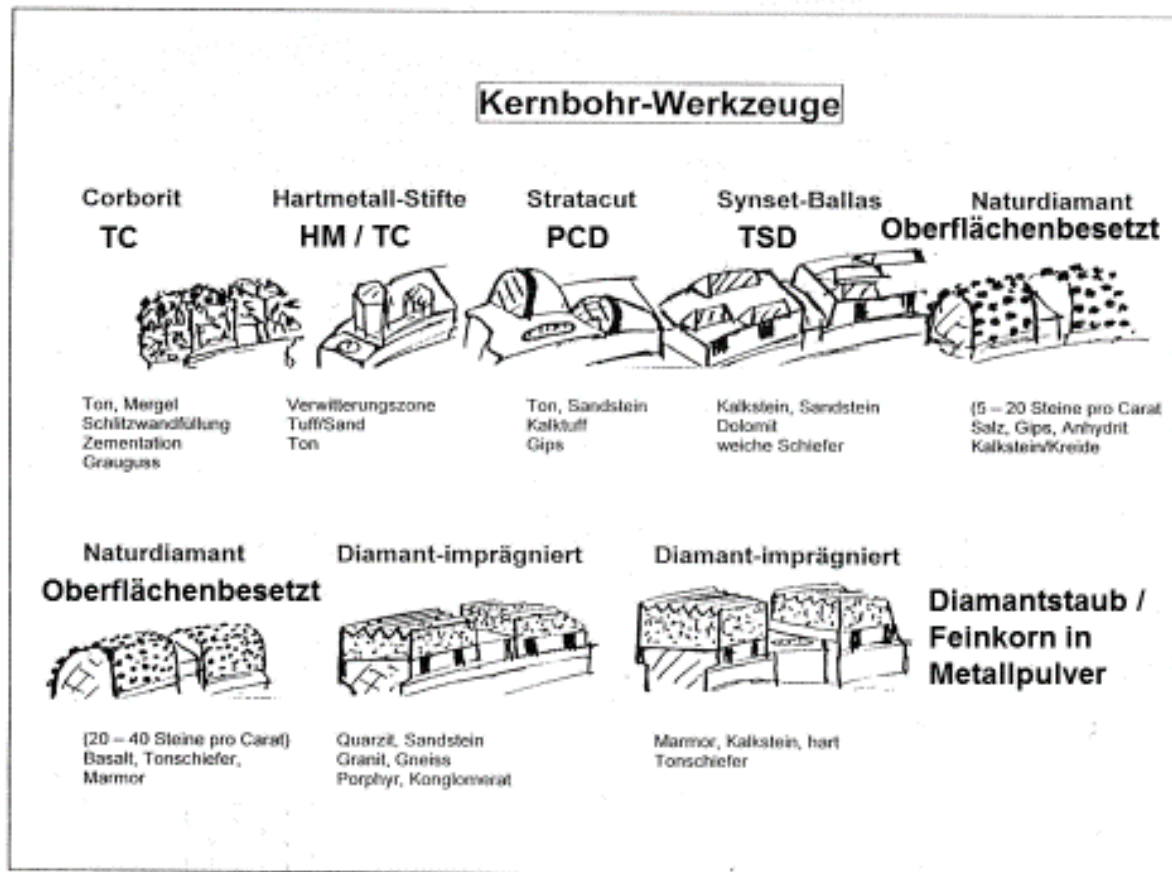 Kernbohr-Werkzeuge
Corborit
TC
Hartmetall-Stifte
HM / TC
Stratacut
PCD
Synset-Ballas
TSD
Naturdiamant
Oberflächenbesetzt
Ton, Mergel
Schlitzwandfüllung
Zementation
Grauguss
Verwitterungszone
Tuff/Sand
Ton
Ton, Sandstein
Kalktuff
Gips
Kalkstein, Sandstein
Dolomit
weiche Schiefer
(5 – 20 Steine pro Carat
Salz, Gips, Anhydrit
Kalkstein/Kreide
Naturdiamant
Oberflächenbesetzt
(20 – 40 Steine pro Carat)
Basalt, Tonschiefer,
Marmor
Diamant-imprägniert
Quarzit, Sandstein
Granit, Gneiss
Porphyr, Konglomerat
Diamant-imprägniert
Marmor, Kalkstein, hart
Tonschiefer
Diamantstaub /
Feinkorn in
Metallpulver